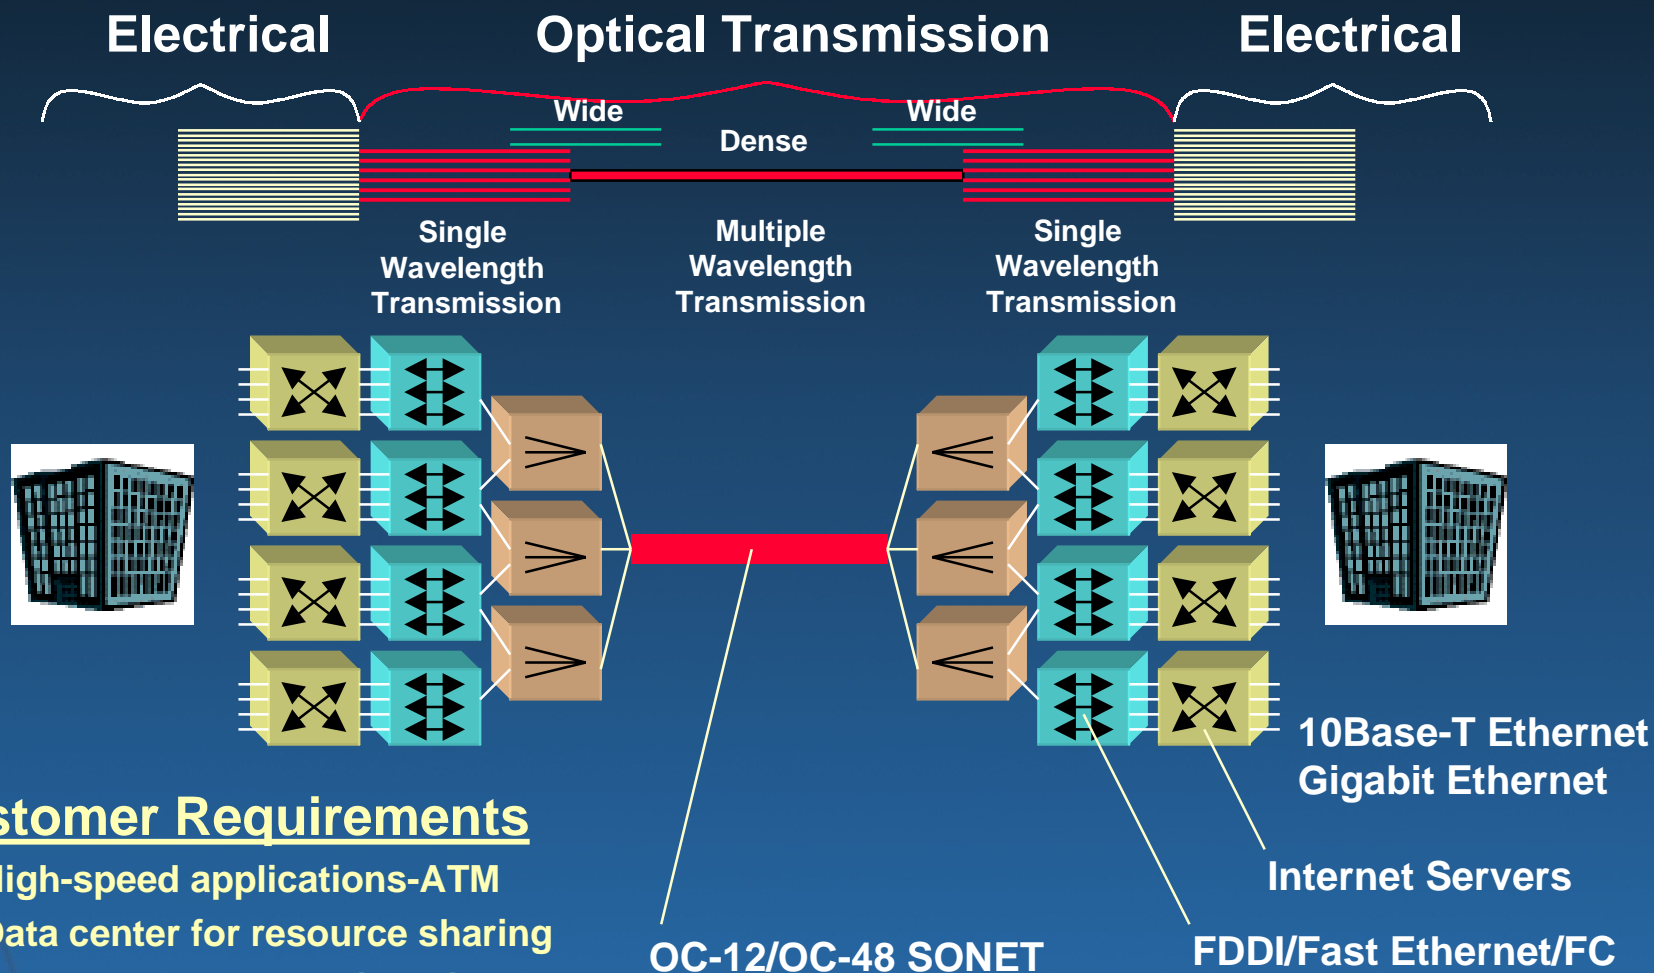 Electrical
Optical Transmission
Electrical
Wide
Wide
Dense
Single
Wavelength
Transmission
Multiple
Wavelength
Transmission
Single
Wavelength
Transmission
10Base-T Ethernet
Gigabit Ethernet
stomer Requirements
High-speed applications-ATM
Data center for resource sharing
Internet Servers
OC-12/OC-48 SONET
FDDI/Fast Ethernet/FC